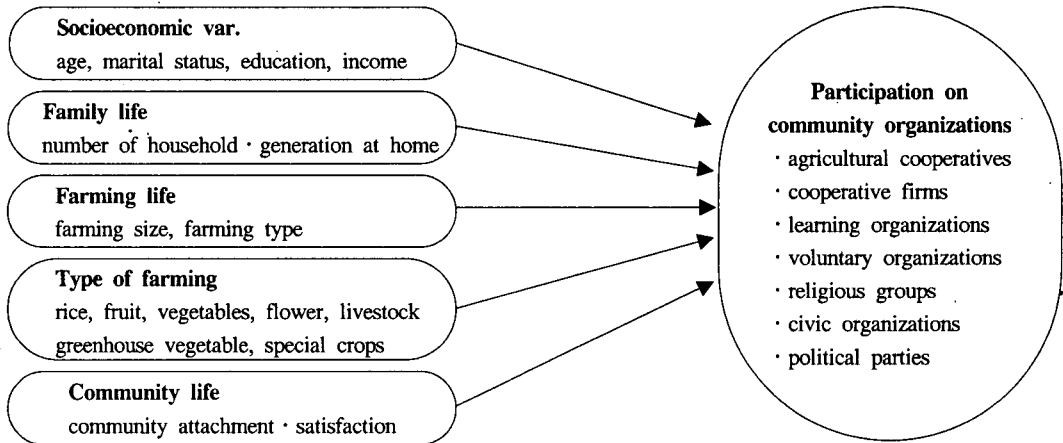 Socioeconomic var.
age, marital status, education, income
Family life
number of household · generation at home
Farming life
farming size, farming type
Type of farming
rice, fruit, vegetables, flower, livestock
greenhouse vegetable, special crops
Community life
community attachment · satisfaction
Participation on
community organizations
· agricultural cooperatives
· cooperative firms
· learning organizations
· voluntary organizations
· religious groups
· civic organizations
· political parties